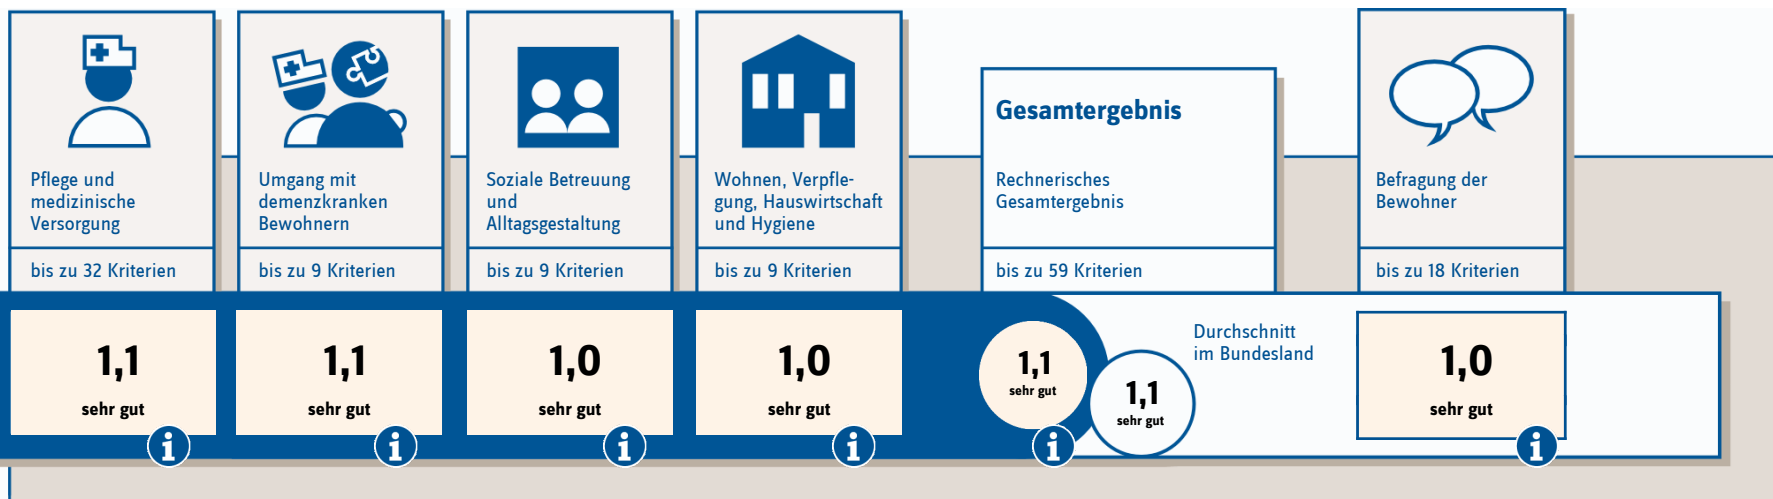 Pflege und
medizinische
Versorgung
bis zu 32 Kriterien
1,1
sehr gut
Umgang mit
demenzkranken
Bewohnern
bis zu 9 Kriterien
1,1
sehr gut
Soziale Betreuung
und
Alltagsgestaltung
bis zu 9 Kriterien
1,0
sehr gut
Wohnen, Verpfle-
gung, Hauswirtschaft
und Hygiene
bis zu 9 Kriterien
1,0
sehr gut
Gesamtergebnis
Rechnerisches
Gesamtergebnis
bis zu 59 Kriterien
1,1
sehr gut
Durchschnitt
im Bundesland
1,1
sehr gut
Befragung der
Bewohner
bis zu 18 Kriterien
1,0
sehr gut